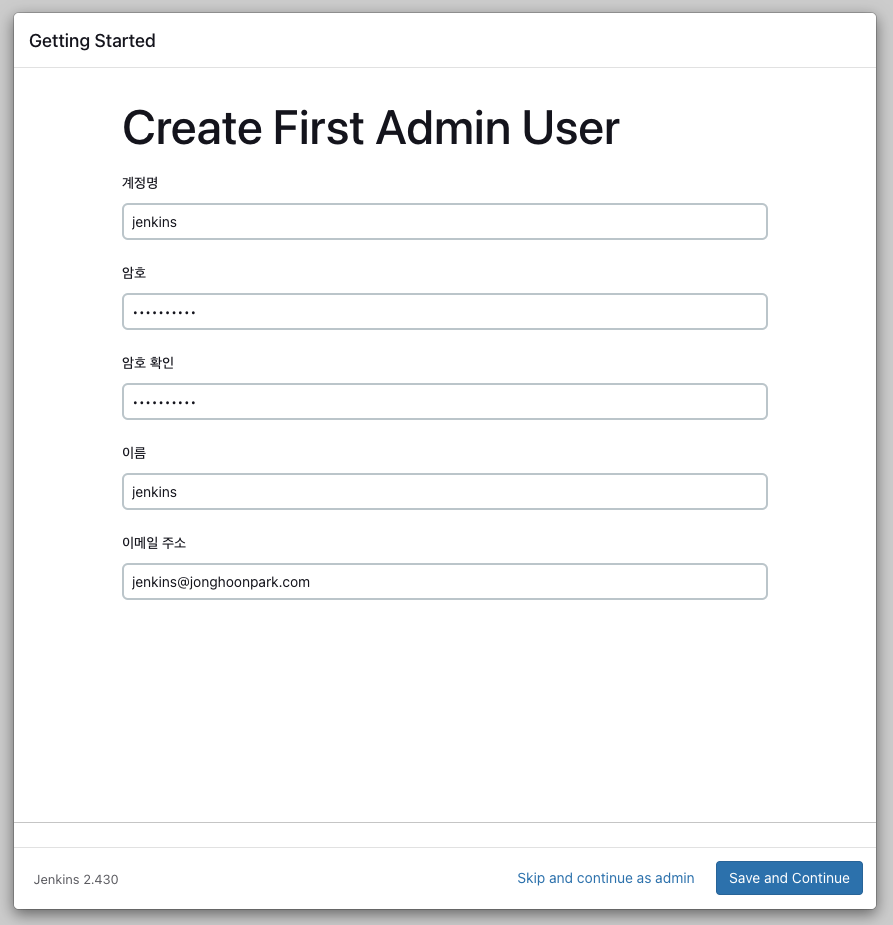 Getting Started
Create First Admin User
계정명
jenkins
암호
••••••••••
암호 확인
••••••••••
이름
jenkins
이메일 주소
jenkins@jonghoonpark.com
Jenkins 2.430
Skip and continue as admin
Save and Continue